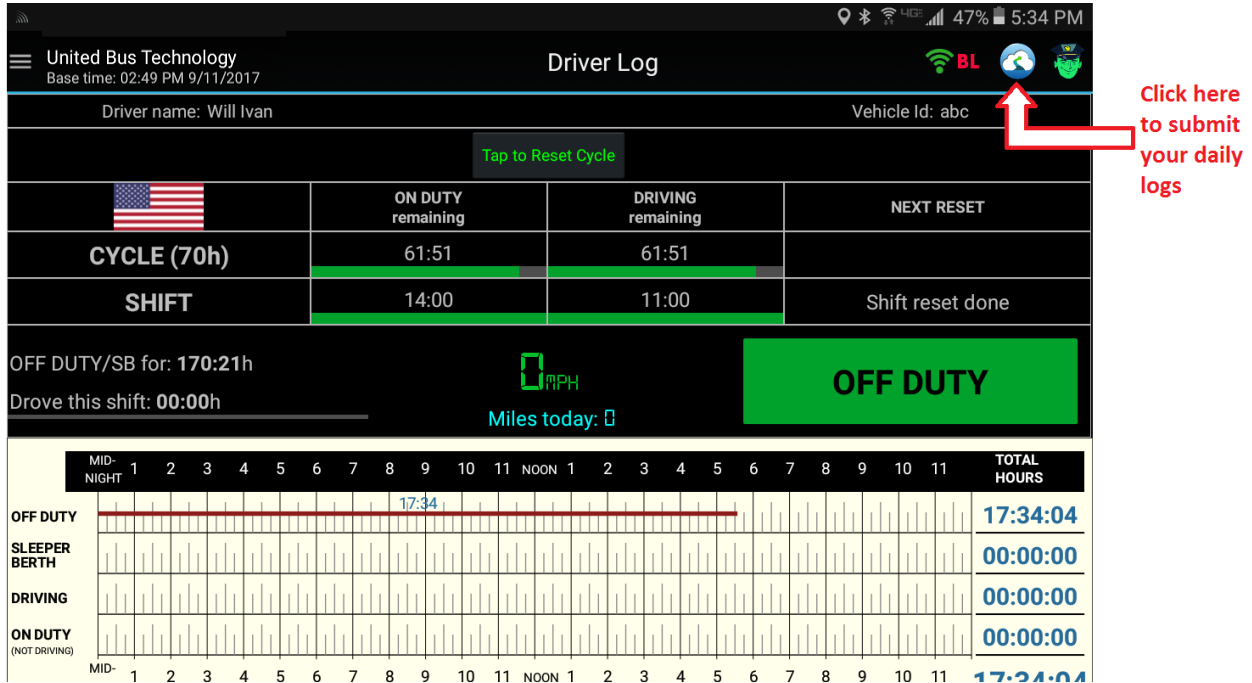 4G 47% 5:34 PM
United Bus Technology
Base time: 02:49 PM 9/11/2017
Driver Log
BL
Click here
to submit
your daily
logs
Driver name: Will Ivan
Vehicle Id: abc
Tap to Reset Cycle
ON DUTY
remaining
DRIVING
remaining
NEXT RESET
CYCLE (70h)
61:51
61:51
SHIFT
14:00
11:00
Shift reset done
OFF DUTY/SB for: 170:21h
Drove this shift: 00:00h
0 MPH
Miles today: 0
OFF DUTY
MID-
NIGHT 1 2 3 4 5 6 7 8 9 10 11 NOON 1 2 3 4 5 6 7 8 9 10 11
TOTAL
HOURS
17:34
OFF DUTY
17:34:04
SLEEPER
BERTH
00:00:00
DRIVING
00:00:00
ON DUTY
(NOT DRIVING)
00:00:00
MID-
1 2 3 4 5 6 7 8 9 10 11 NOON 1 2 3 4 5 6 7 8 9 10 11
17:34:04